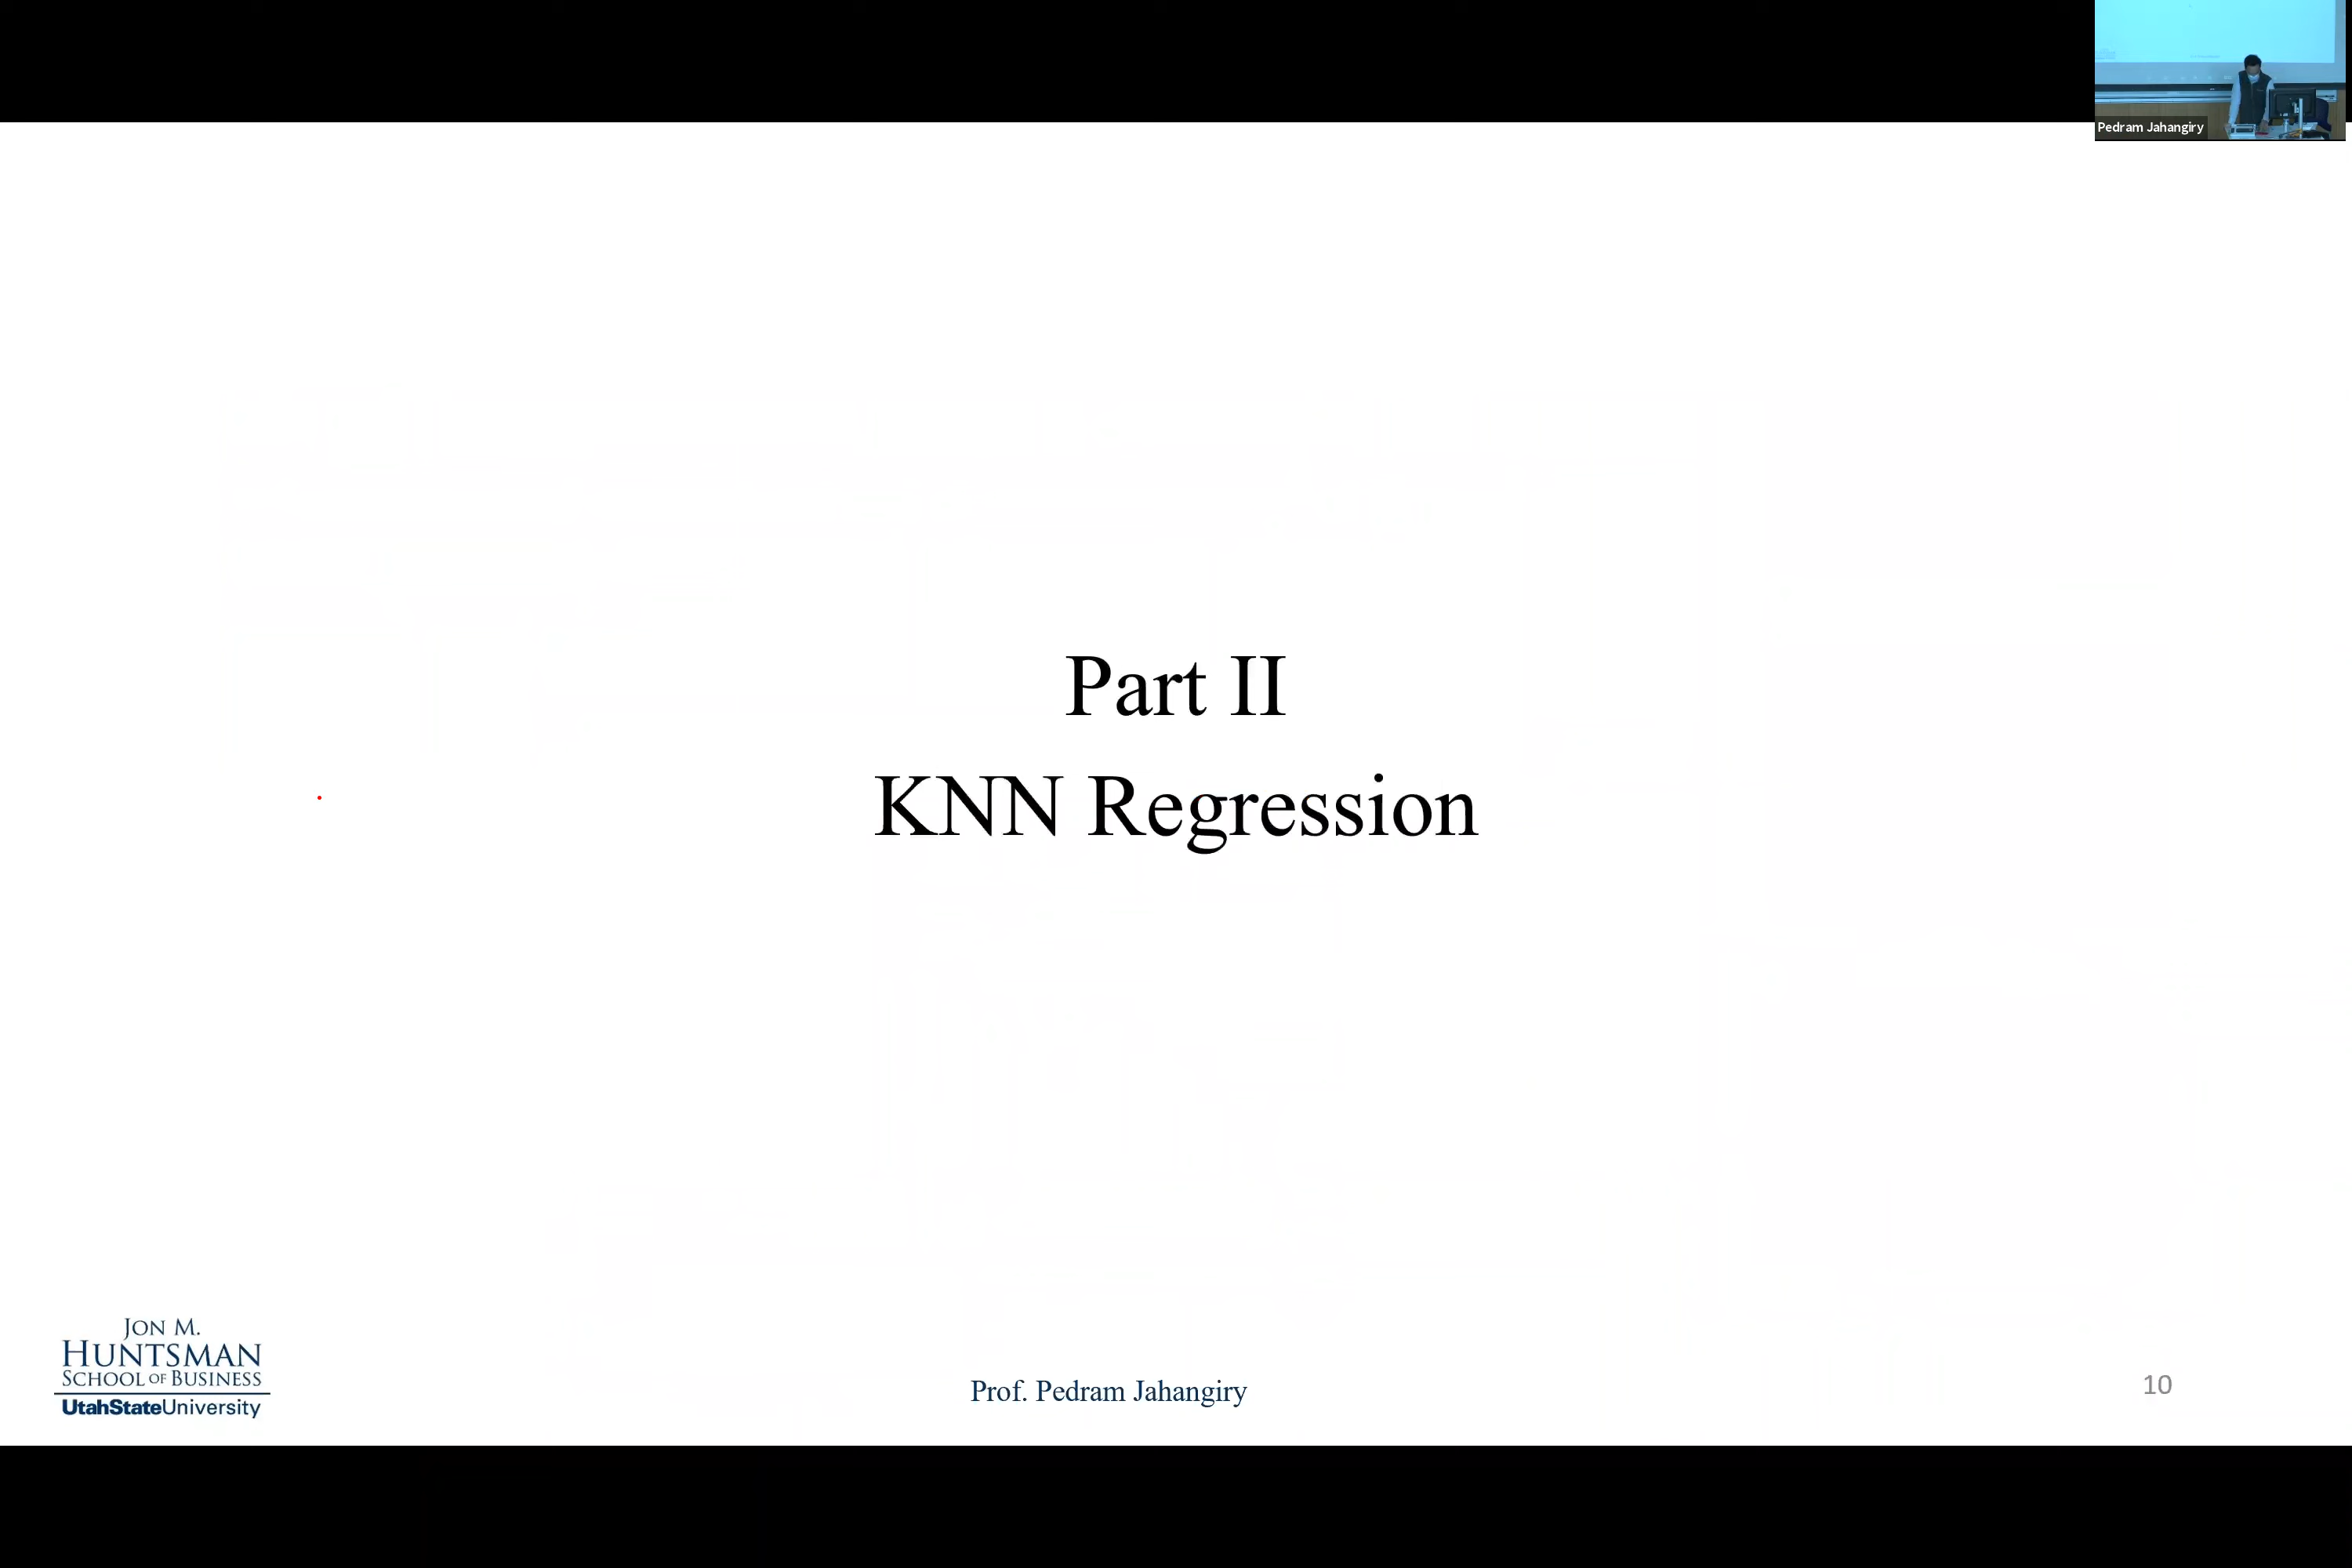 Pedram Jahangiry
Part II
KNN Regression
JON M.
HUNTSMAN
SCHOOL OF BUSINESS
UtahStateUniversity
Prof. Pedram Jahangiry
10